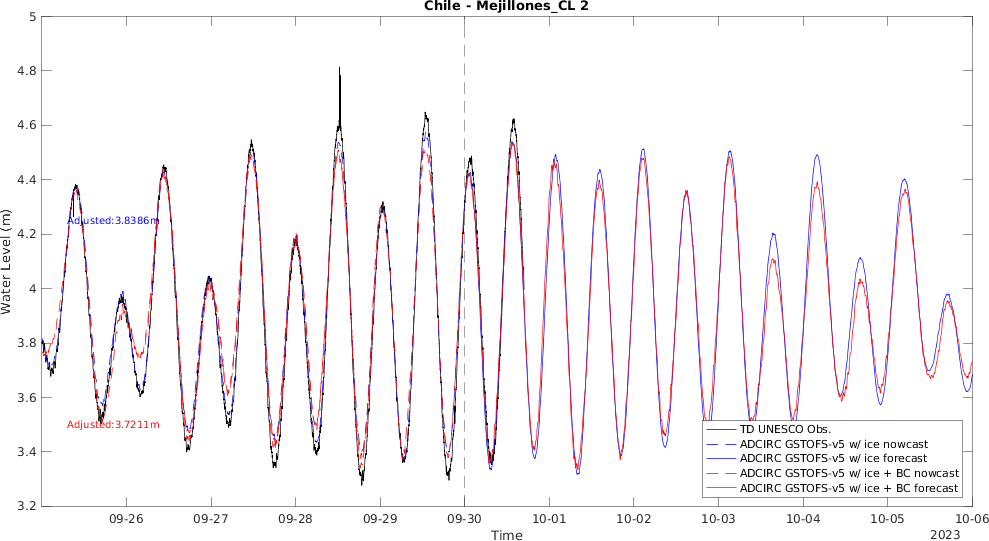 Chile - Mejillones_CL 2
5
4.8
4.6
4.4
4.2
4
3.8
3.6
3.4
3.2
Water Level (m)
Adjusted:3.8386m
Adjusted:3.7211m
TD UNESCO Obs.
ADCIRC GSTOFS-v5 w/ ice nowcast
ADCIRC GSTOFS-v5 w/ ice forecast
ADCIRC GSTOFS-v5 w/ ice + BC nowcast
ADCIRC GSTOFS-v5 w/ ice + BC forecast
09-26 09-27 09-28 09-29 09-30 10-01 10-02 10-03 10-04 10-05 10-06
Time
2023